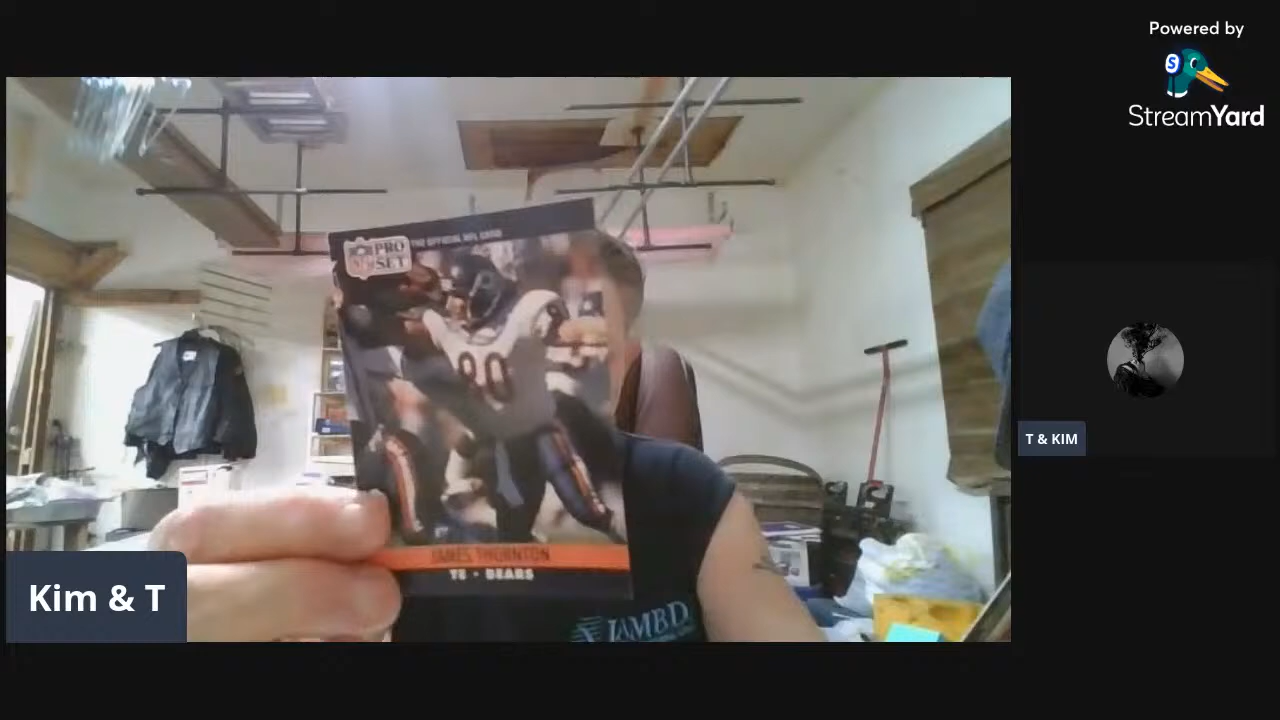 Powered by
StreamYard
PRO
SET
THE OFFICIAL NFL CARD
80
JAMES THORNTON
TE • BEARS
Kim & T
T & KIM